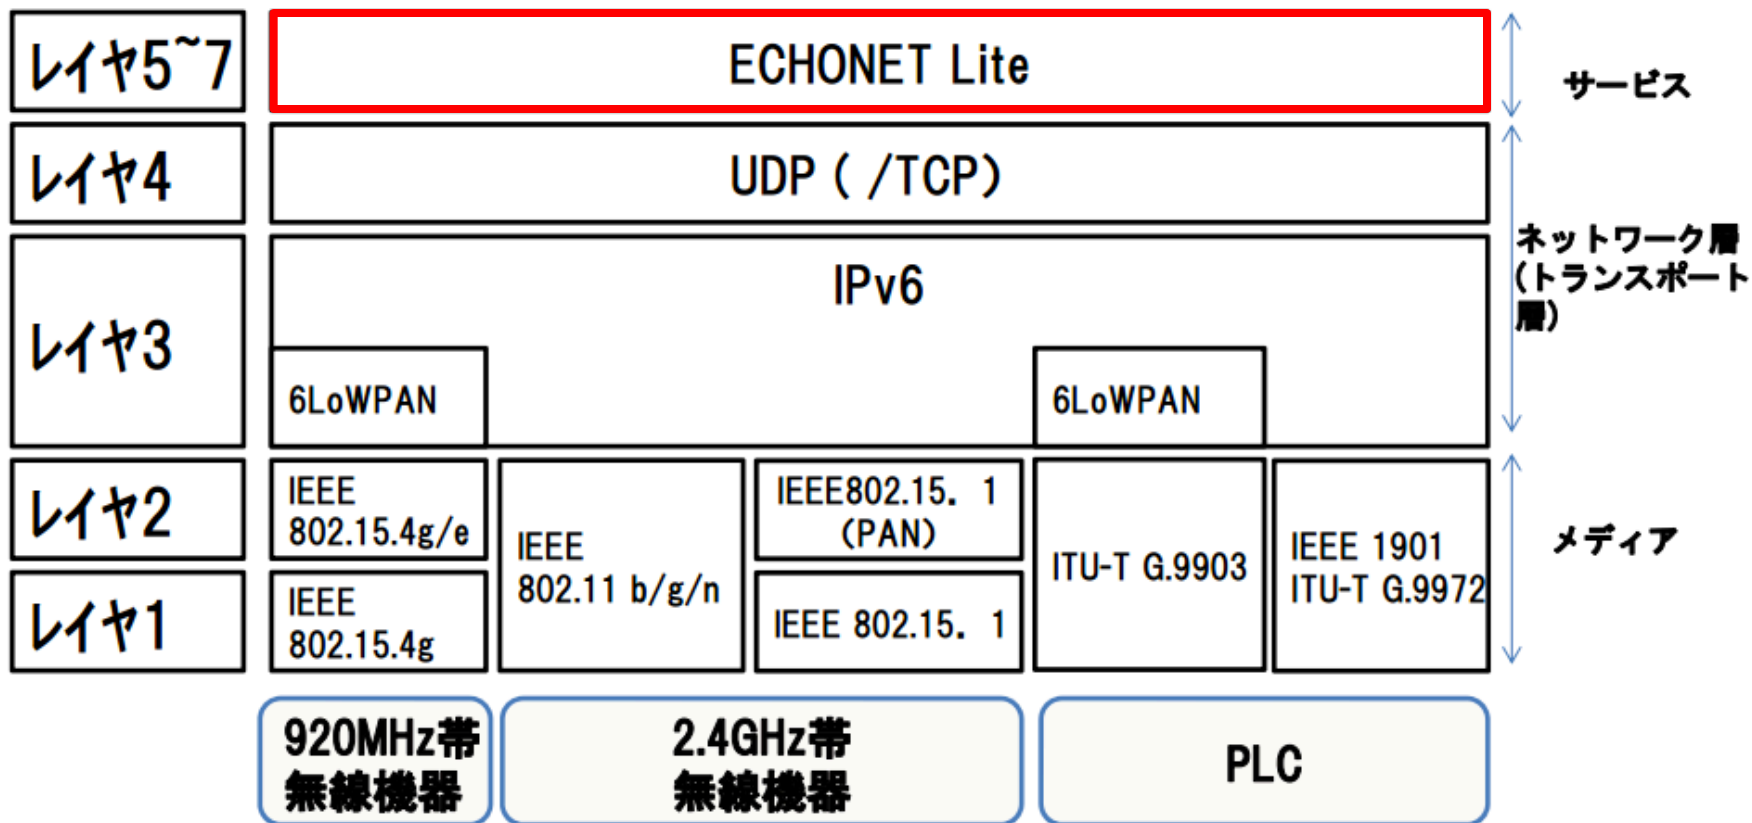 レイヤ5~7
ECHONET Lite
サービス
レイヤ4
UDP ( /TCP)
ネットワーク層
(トランスポート
層)
レイヤ3
IPv6
6LoWPAN
6LoWPAN
レイヤ2
IEEE
802.15.4g/e
IEEE
802.11 b/g/n
IEEE802.15. 1
(PAN)
ITU-T G.9903
IEEE 1901
ITU-T G.9972
メディア
レイヤ1
IEEE
802.15.4g
IEEE 802.15. 1
920MHz帯
無線機器
2.4GHz帯
無線機器
PLC